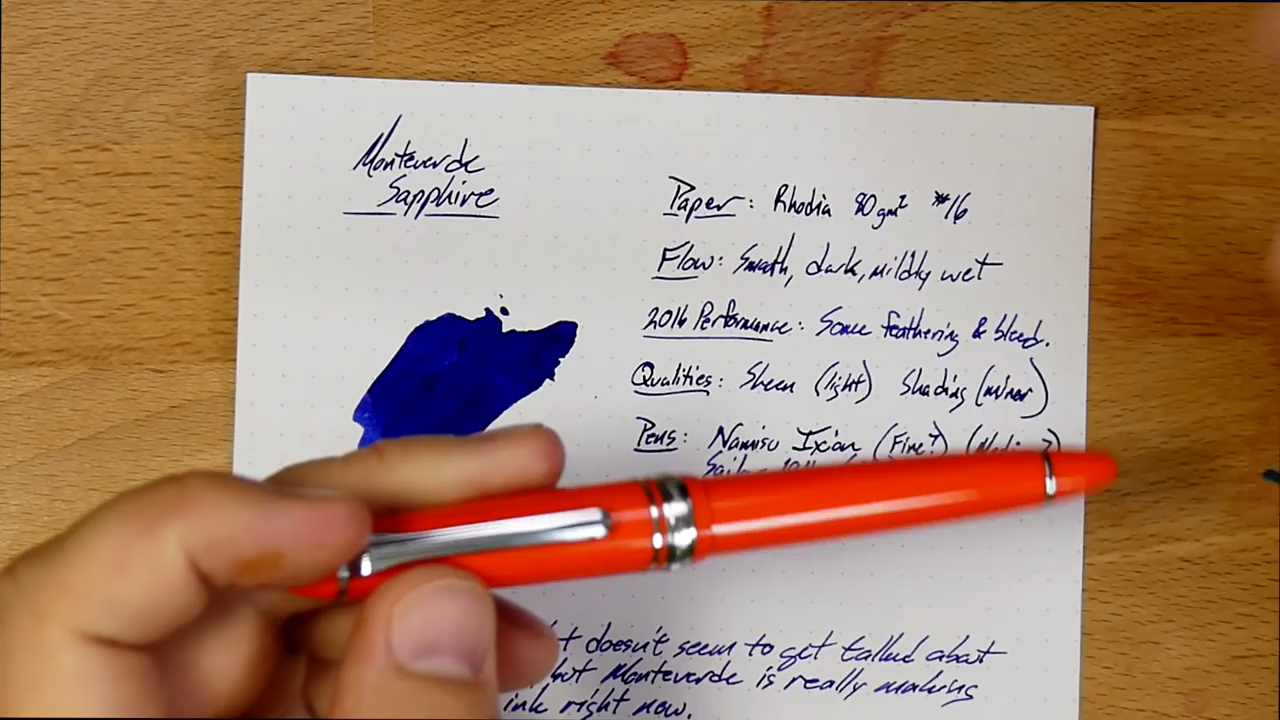 Monteverde
Sapphire
Paper: Rhodia 80 gm² #16
Flow: Smooth, dark, mildly wet
2016 Performance: Some feathering & bleed.
Qualities: Sheen (light) Shading (minor)
Pens: Namisu Ixion (Fine?)
doesn't seem to get talked about
but Monteverde is really making
ink right now.